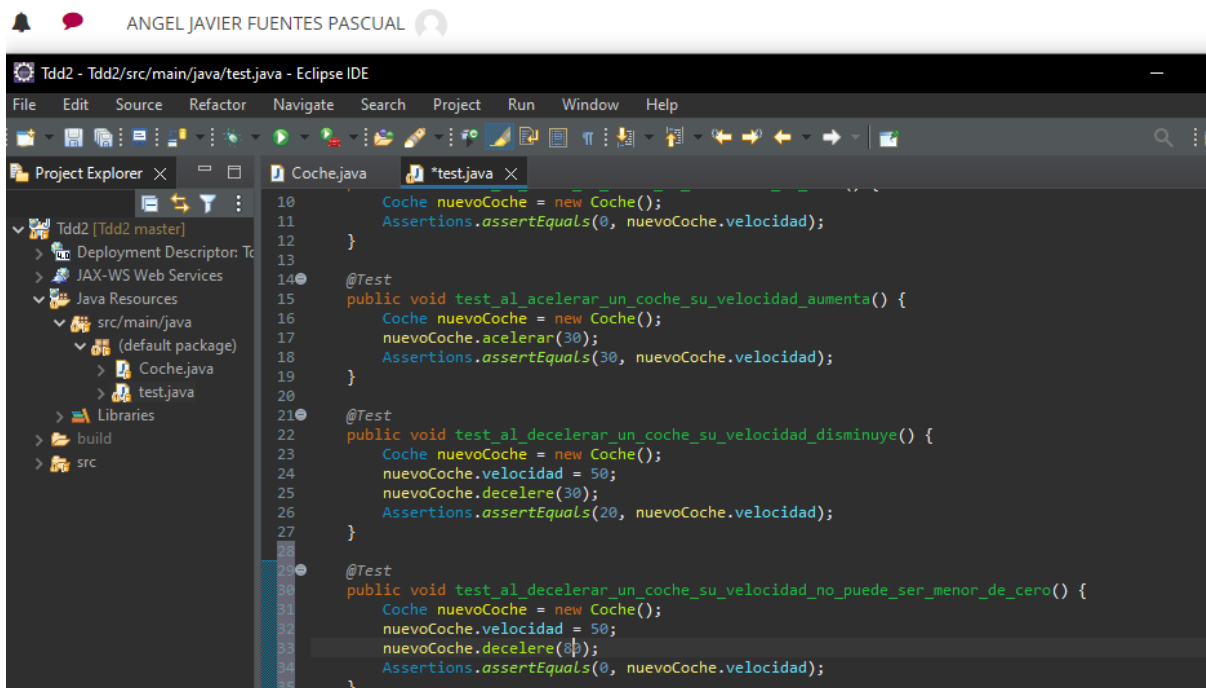 ANGEL JAVIER FUENTES PASCUAL
Tdd2 - Tdd2/src/main/java/test.java - Eclipse IDE
File Edit Source Refactor Navigate Search Project Run Window Help
Project Explorer
Coche.java
*test.java
Tdd2 [Tdd2 master]
Deployment Descriptor: To
JAX-WS Web Services
Java Resources
src/main/java
(default package)
Coche.java
test.java
Libraries
build
src
10 Coche nuevoCoche = new Coche();
11 Assertions.assertEquals(0, nuevoCoche.velocidad);
12 }
13
14 @Test
15 public void test_al_acelerar_un_coche_su_velocidad_aumenta() {
16 Coche nuevoCoche = new Coche();
17 nuevoCoche.acelerar(30);
18 Assertions.assertEquals(30, nuevoCoche.velocidad);
19 }
20
21 @Test
22 public void test_al_decelerar_un_coche_su_velocidad_disminuye() {
23 Coche nuevoCoche = new Coche();
24 nuevoCoche.velocidad = 50;
25 nuevoCoche.decelere(30);
26 Assertions.assertEquals(20, nuevoCoche.velocidad);
27 }
28
29 @Test
30 public void test_al_decelerar_un_coche_su_velocidad_no_puede_ser_menor_de_cero() {
31 Coche nuevoCoche = new Coche();
32 nuevoCoche.velocidad = 50;
33 nuevoCoche.decelere(80);
34 Assertions.assertEquals(0, nuevoCoche.velocidad);
35 }